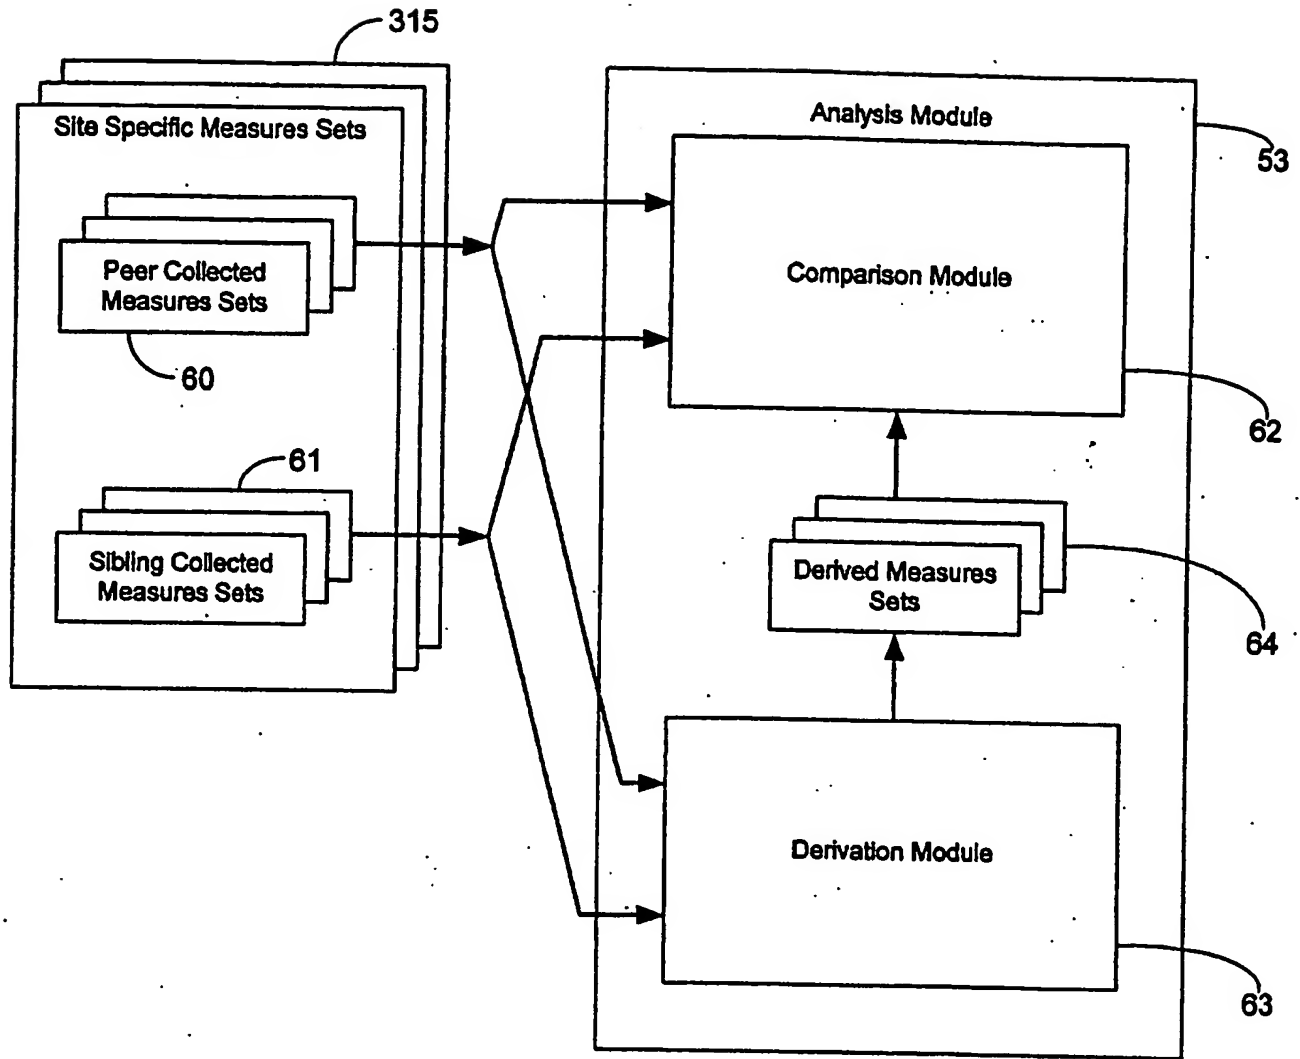 315
Site Specific Measures Sets
Peer Collected
Measures Sets
60
61
Sibling Collected
Measures Sets
Analysis Module
53
Comparison Module
62
Derived Measures
Sets
64
Derivation Module
63